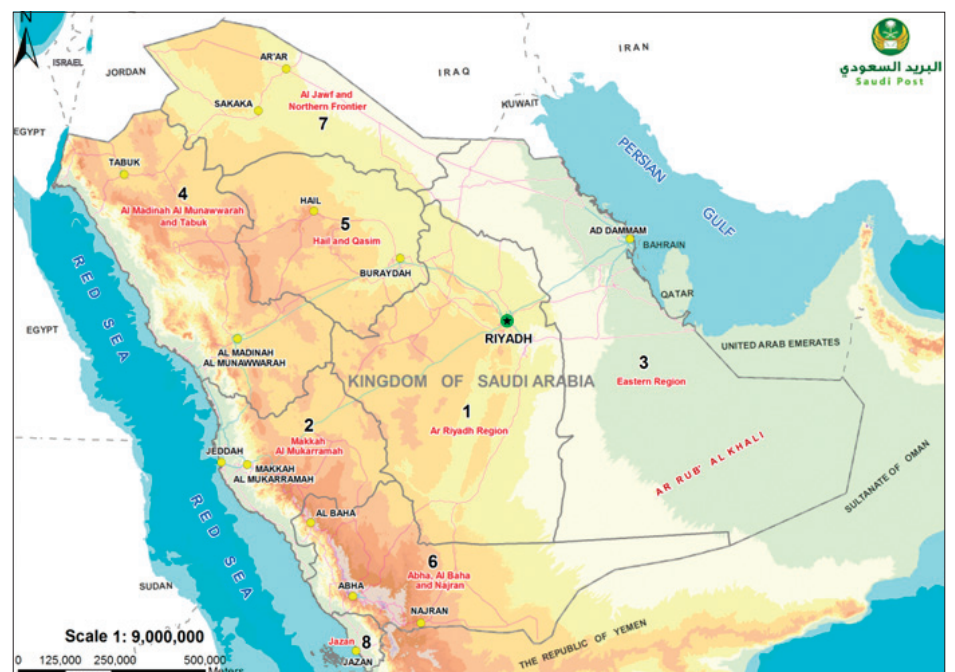 N
البريد السعودي
Saudi Post
ISRAEL
JORDAN
IRAQ
IRAN
KUWAIT
EGYPT
AR'AR
SAKAKA
Al Jawf and
Northern Frontier
7
TABUK
4
Al Madinah Al Munawwarah
and Tabuk
HAIL
5
Hail and Qasim
BURAYDAH
PERSIAN
GULF
AD DAMMAM
BAHRAIN
QATAR
RED SEA
EGYPT
AL MADINAH
AL MUNAWWARAH
RIYADH
UNITED ARAB EMERATES
3
Eastern Region
KINGDOM OF SAUDI ARABIA
1
Ar Riyadh Region
2
Makkah
Al Mukarramah
JEDDAH
MAKKAH
AL MUKARRAMAH
AR RUB' AL KHALI
SULTANATE OF OMAN
RED SEA
AL BAHA
6
Abha, Al Baha
and Najran
SUDAN
ABHA
NAJRAN
THE REPUBLIC OF YEMEN
Jazan
8
JAZAN
Scale 1: 9,000,000
0 125,000 250,000 500,000
Meters